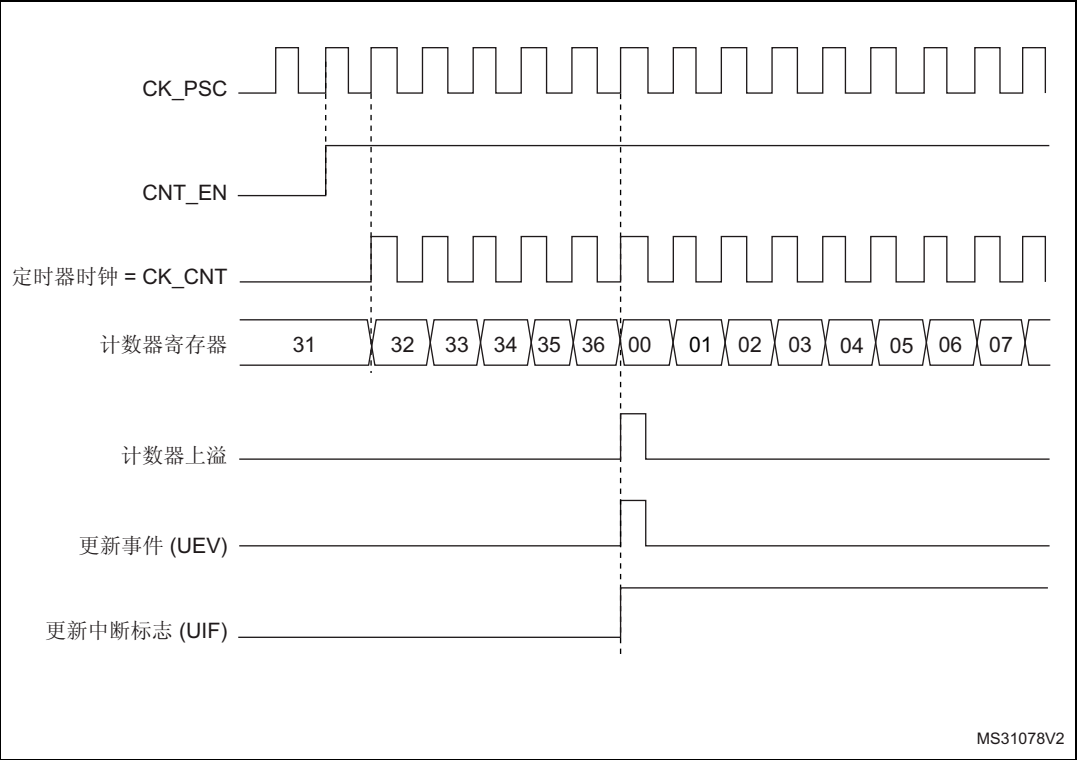 CK_PSC
CNT_EN
定时器时钟 = CK_CNT
计数器寄存器 31 32 33 34 35 36 00 01 02 03 04 05 06 07
计数器上溢
更新事件 (UEV)
更新中断标志 (UIF)
MS31078V2